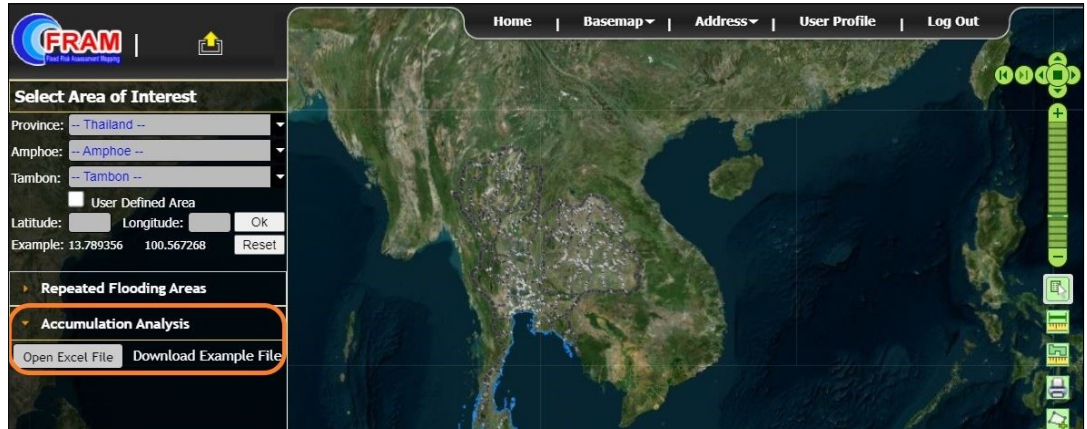 FRAM
Flood Risk Assessment Mapping
Home | Basemap | Address | User Profile | Log Out
Select Area of Interest
Province: -- Thailand --
Amphoe: -- Amphoe --
Tambon: -- Tambon --
User Defined Area
Latitude: Longitude: Ok
Example: 13.789356 100.567268 Reset
Repeated Flooding Areas
Accumulation Analysis
Open Excel File Download Example File